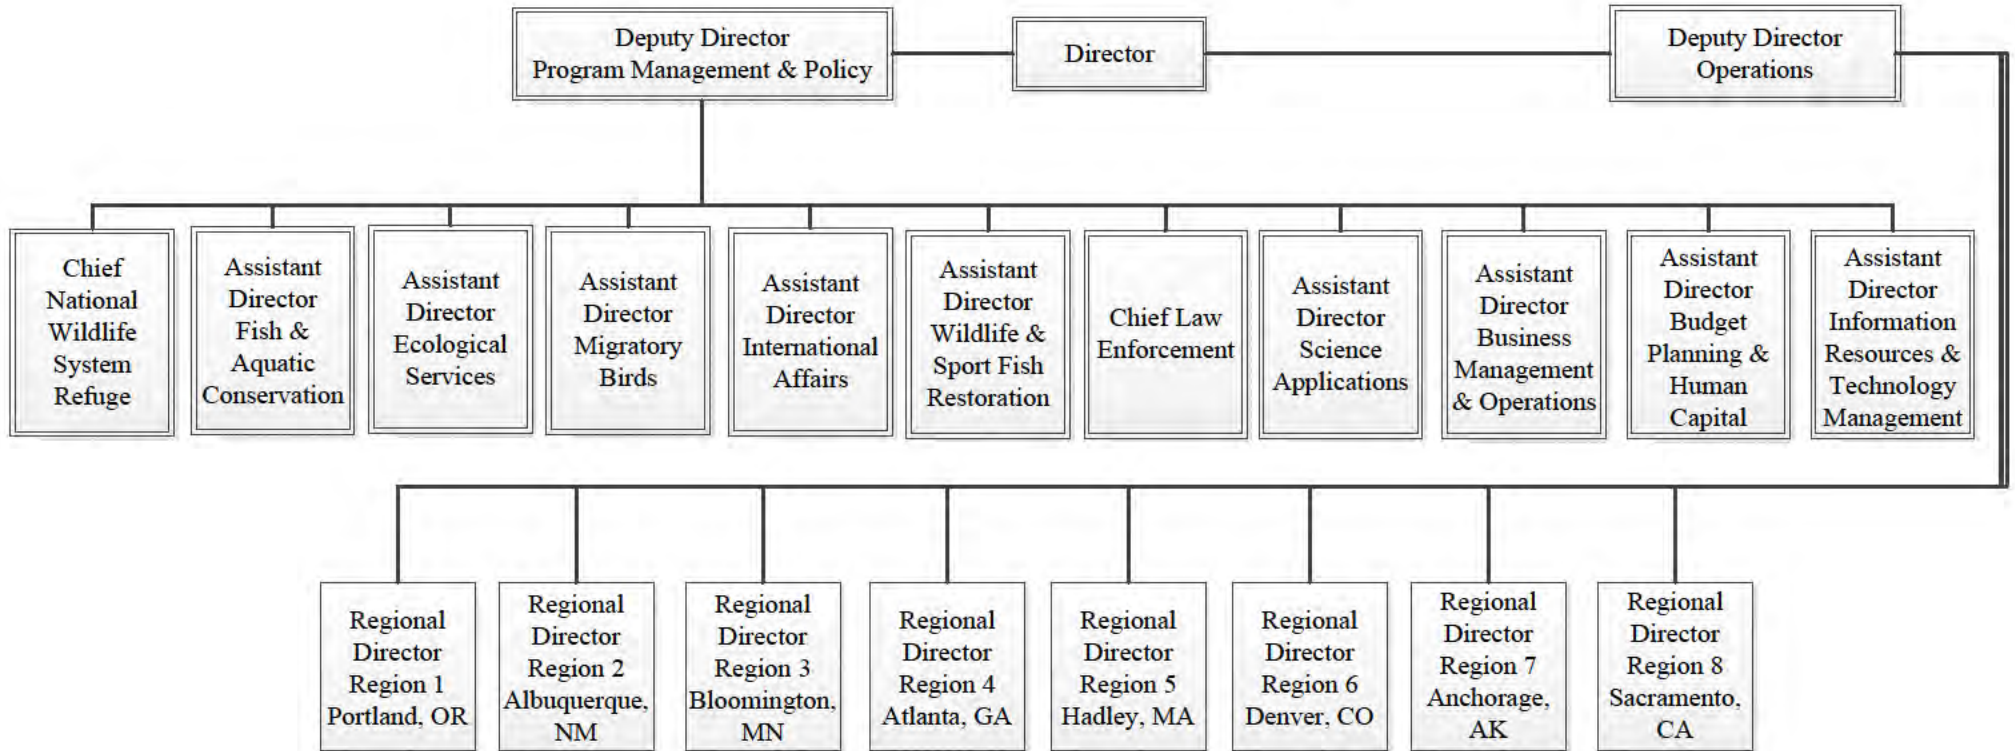 Deputy Director
Program Management & Policy
Director
Deputy Director
Operations
Chief
National
Wildlife
System
Refuge
Assistant
Director
Fish &
Aquatic
Conservation
Assistant
Director
Ecological
Services
Assistant
Director
Migratory
Birds
Assistant
Director
International
Affairs
Assistant
Director
Wildlife &
Sport Fish
Restoration
Chief Law
Enforcement
Assistant
Director
Science
Applications
Assistant
Director
Business
Management
& Operations
Assistant
Director
Budget
Planning &
Human
Capital
Assistant
Director
Information
Resources &
Technology
Management
Regional
Director
Region 1
Portland, OR
Regional
Director
Region 2
Albuquerque,
NM
Regional
Director
Region 3
Bloomington,
MN
Regional
Director
Region 4
Atlanta, GA
Regional
Director
Region 5
Hadley, MA
Regional
Director
Region 6
Denver, CO
Regional
Director
Region 7
Anchorage,
AK
Regional
Director
Region 8
Sacramento,
CA